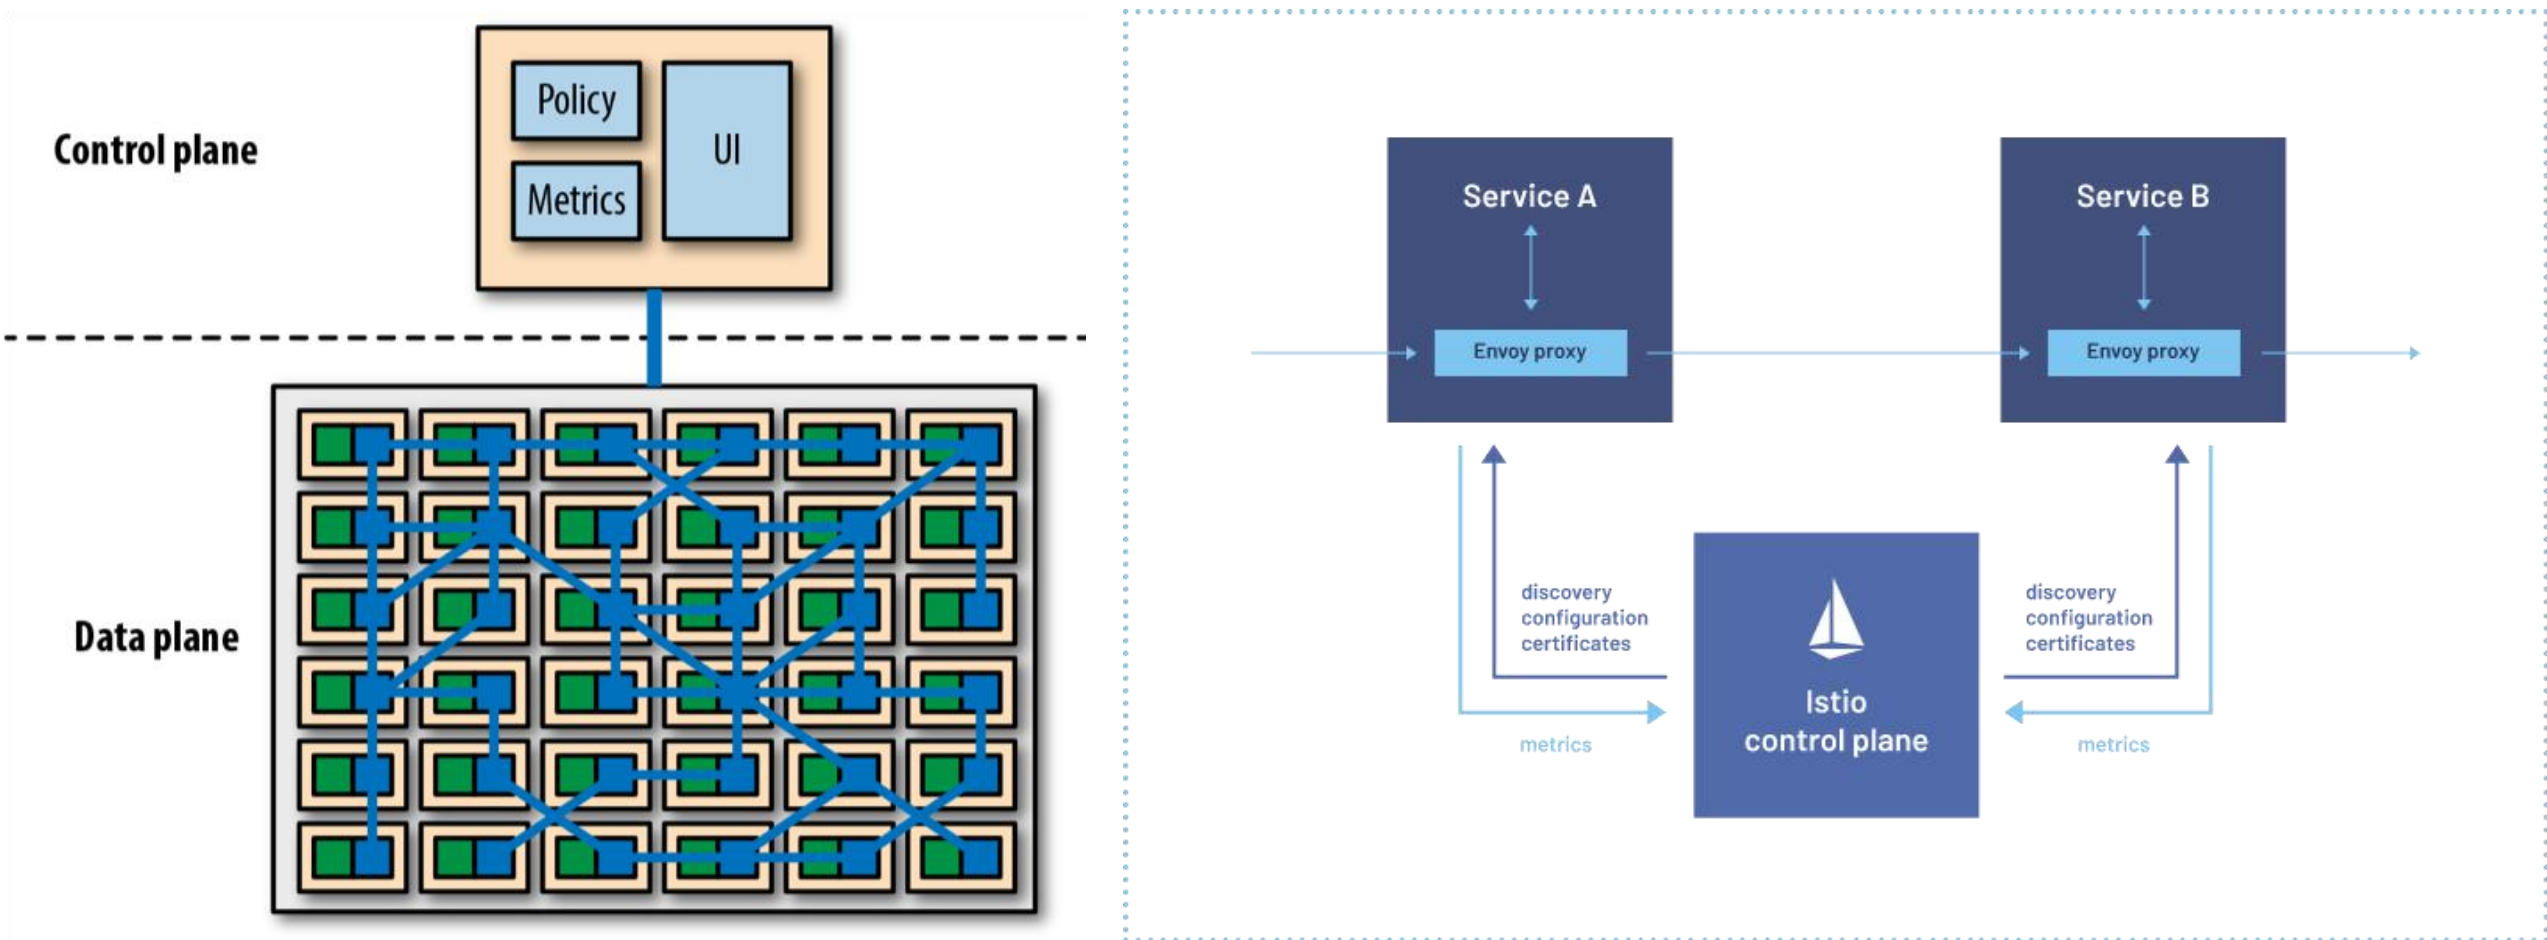 Control plane
Policy
Metrics
UI
Data plane
Service A
Envoy proxy
Service B
Envoy proxy
discovery
configuration
certificates
metrics
Istio
control plane
discovery
configuration
certificates
metrics